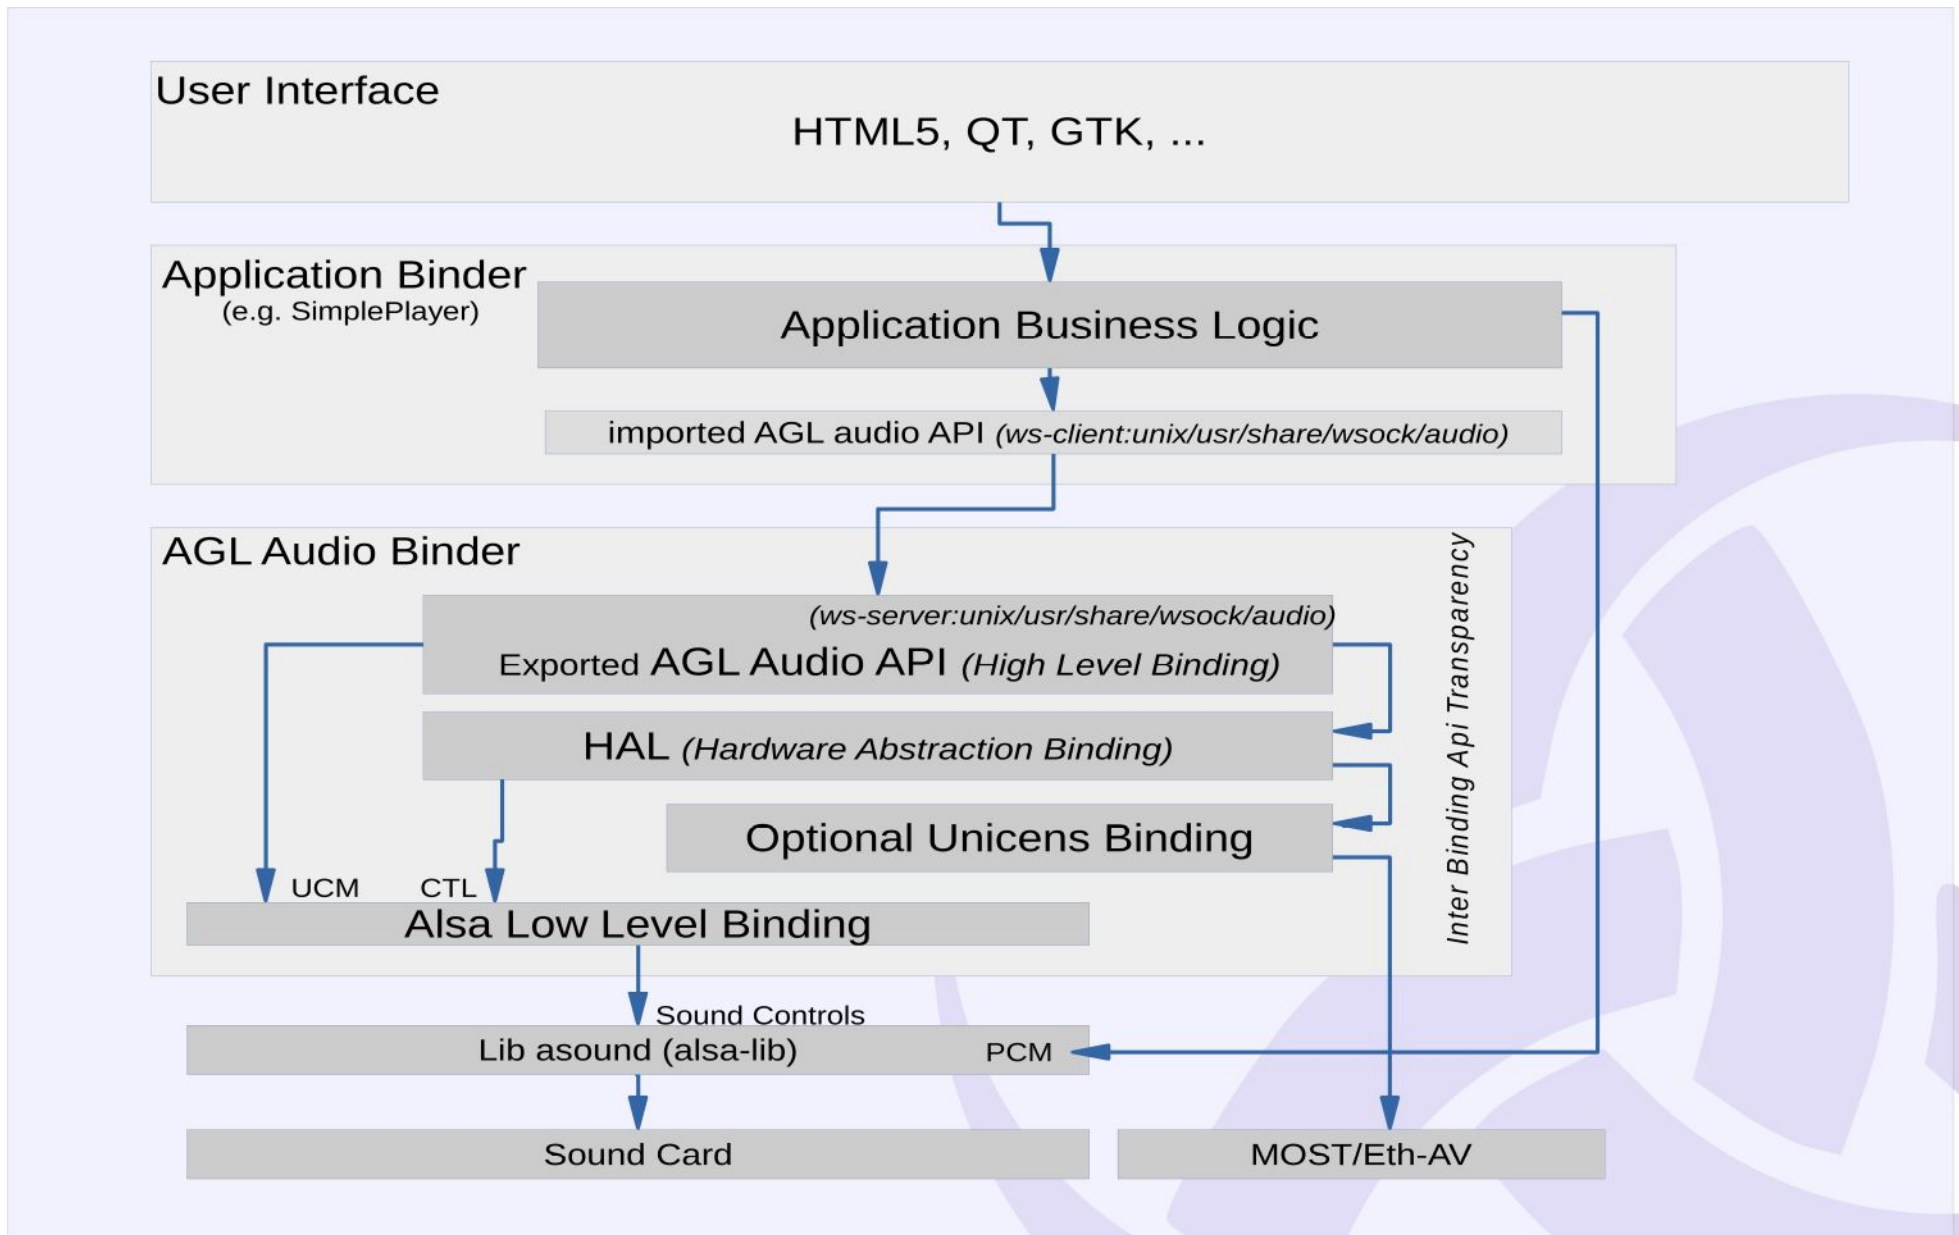 User Interface
HTML5, QT, GTK, ...
Application Binder
(e.g. SimplePlayer)
Application Business Logic
imported AGL audio API (ws-client:unix/usr/share/wsock/audio)
AGL Audio Binder
(ws-server:unix/usr/share/wsock/audio)
Exported AGL Audio API (High Level Binding)
HAL (Hardware Abstraction Binding)
Optional Unicens Binding
Inter Binding Api Transparency
UCM
CTL
Alsa Low Level Binding
Sound Controls
Lib asound (alsa-lib)
PCM
Sound Card
MOST/Eth-AV